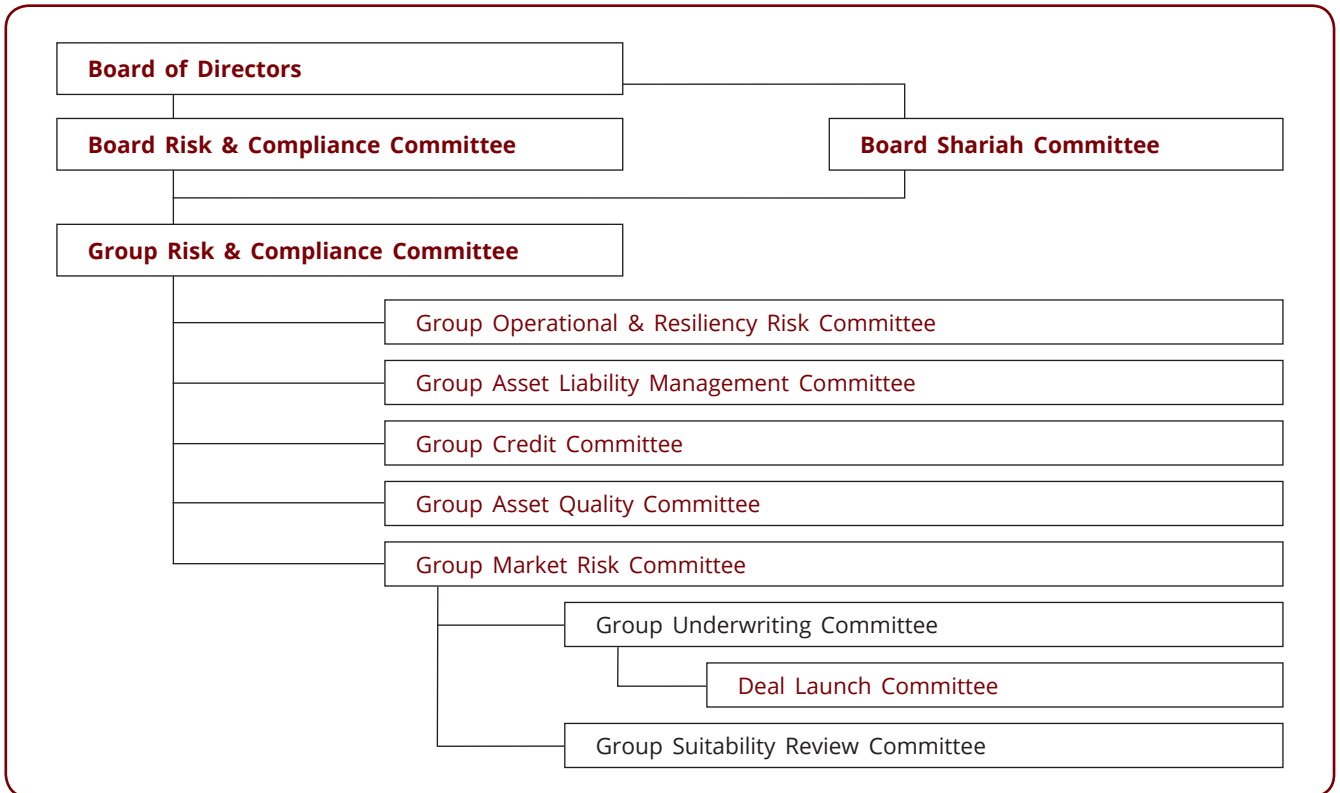 Board of Directors
Board Risk & Compliance Committee
Board Shariah Committee
Group Risk & Compliance Committee
Group Operational & Resiliency Risk Committee
Group Asset Liability Management Committee
Group Credit Committee
Group Asset Quality Committee
Group Market Risk Committee
Group Underwriting Committee
Deal Launch Committee
Group Suitability Review Committee